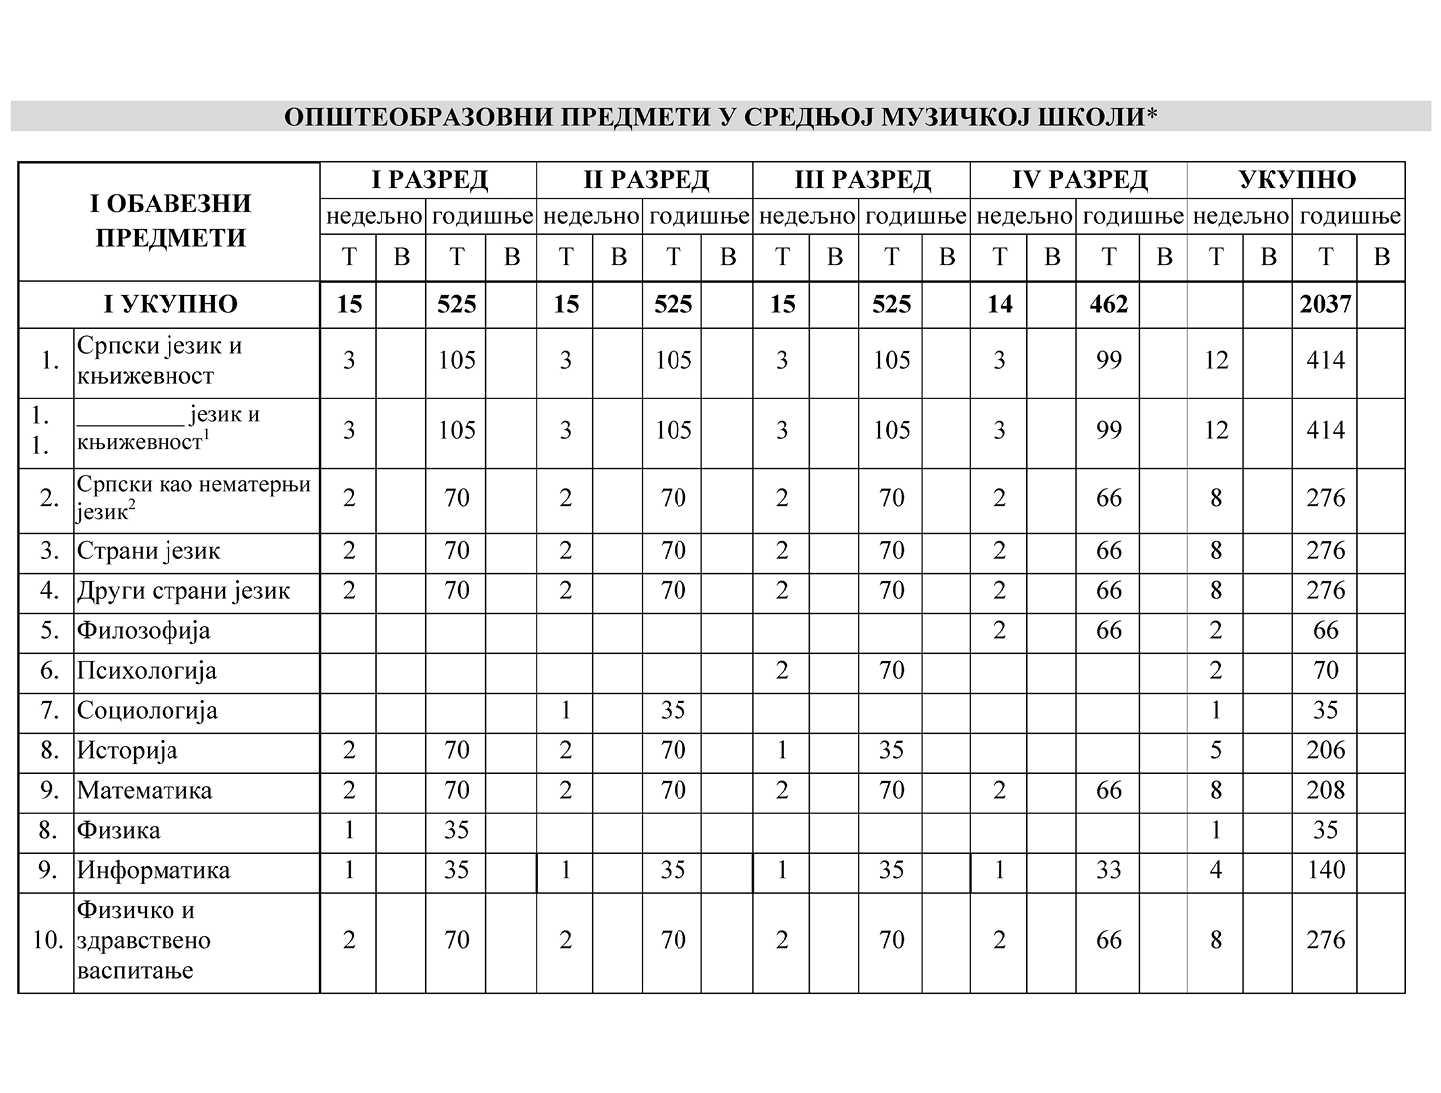 ОПШТЕОБРАЗОВНИ ПРЕДМЕТИ У СРЕДЊОЈ МУЗИЧКОЈ ШКОЛИ*
I ОБАВЕЗНИ ПРЕДМЕТИ I РАЗРЕД II РАЗРЕД III РАЗРЕД IV РАЗРЕД УКУПНО
недељно годишње недељно годишње недељно годишње недељно годишње недељно годишње
Т В Т В Т В Т В Т В Т В Т В Т В Т В Т В
I УКУПНО 15 525 15 525 15 525 14 462 2037
1. Српски језик и
књижевност 3 105 3 105 3 105 3 99 12 414
1. _________ језик и
1. књижевност1 3 105 3 105 3 105 3 99 12 414
2. Српски као нематерњи
језик2 2 70 2 70 2 70 2 66 8 276
3. Страни језик 2 70 2 70 2 70 2 66 8 276
4. Други страни језик 2 70 2 70 2 70 2 66 8 276
5. Филозофија 2 66 2 66
6. Психологија 2 70 2 70
7. Социологија 1 35 1 35
8. Историја 2 70 2 70 1 35 5 206
9. Математика 2 70 2 70 2 70 2 66 8 208
8. Физика 1 35 1 35
9. Информатика 1 35 1 35 1 35 1 33 4 140
Физичко и
10. здравствено 2 70 2 70 2 70 2 66 8 276
васпитање